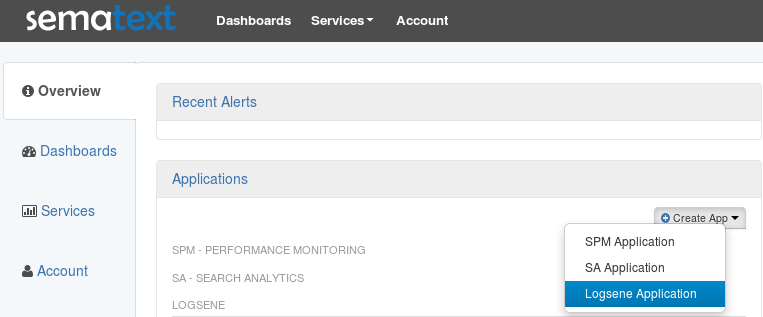 sematext
Dashboards Services Account
Overview
Dashboards
Services
Account
Recent Alerts
Applications
Create App
SPM Application
SA Application
Logsene Application
SPM - PERFORMANCE MONITORING
SA - SEARCH ANALYTICS
LOGSENE